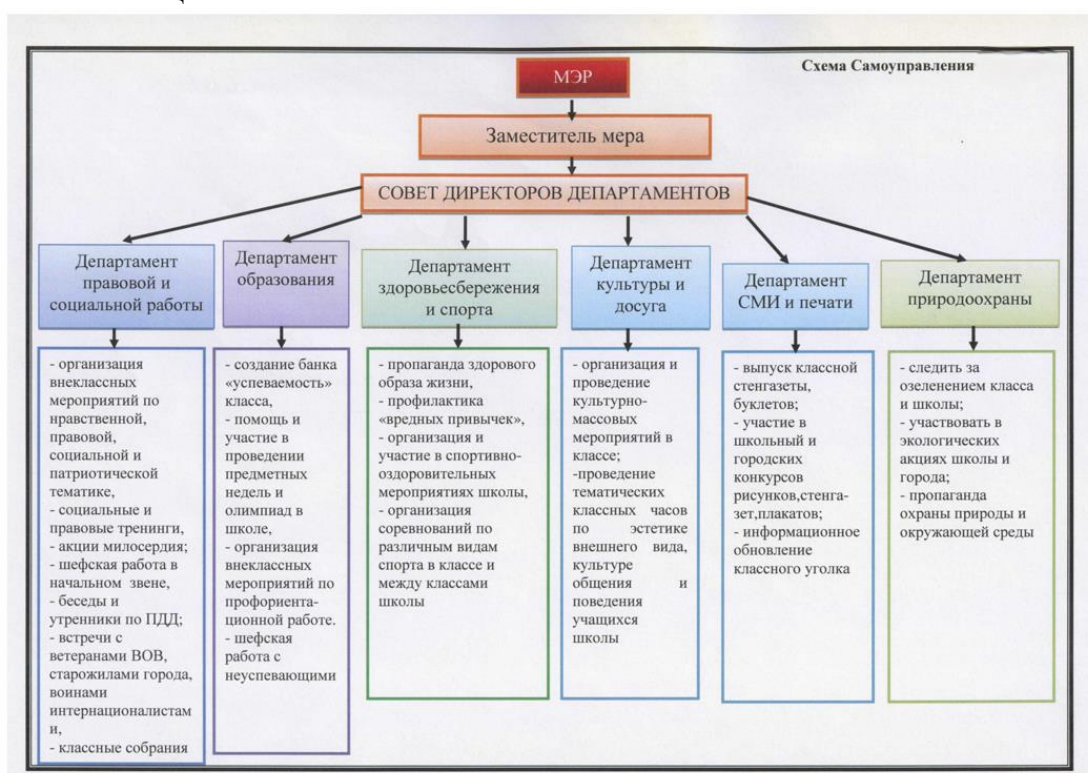 Схема Самоуправления
МЭР
Заместитель мера
СОВЕТ ДИРЕКТОРОВ ДЕПАРТАМЕНТОВ
Департамент
правовой и
социальной работы
Департамент
образования
Департамент
здоровьесбережения
и спорта
Департамент
культуры и
досуга
Департамент
СМИ и печати
Департамент
природоохраны
- организация
внеклассных
мероприятий по
нравственной,
правовой,
социальной и
патриотической
тематике,
- социальные и
правовые тренинги,
- акции милосердия;
- шефская работа в
начальном звене,
- беседы и
утренники по ПДД;
- встречи с
ветеранами ВОВ,
старожилами города,
воинами
интернационалистам
и,
- классные собрания
- создание банка
«успеваемость»
класса,
- помощь и
участие в
проведении
предметных
недель и
олимпиад в
школе,
- организация
внеклассных
мероприятий по
профориента-
ационной работе.
- шефская
работа с
неуспевающими
- пропаганда здорового
образа жизни,
- профилактика
«вредных привычек»,
- организация и
участие в спортивно-
оздоровительных
мероприятиях школы,
- организация
соревнований по
различным видам
спорта в классе и
между классами
школы
- организация и
проведение
культурно-
массовых
мероприятий в
классе;
-проведение
тематических
классных часов
по эстетике
внешнего вида,
культуре
общения и
поведения
учащихся
школы
- выпуск классной
стенгазеты,
буклетов;
- участие в
школьный и
городских
конкурсов
рисунков,стенга-
зет,плакатов;
- информационное
обновление
классного уголка
- следить за
озеленением класса
и школы;
- участвовать в
экологических
акциях школы и
города;
- пропаганда
охраны природы и
окружающей среды